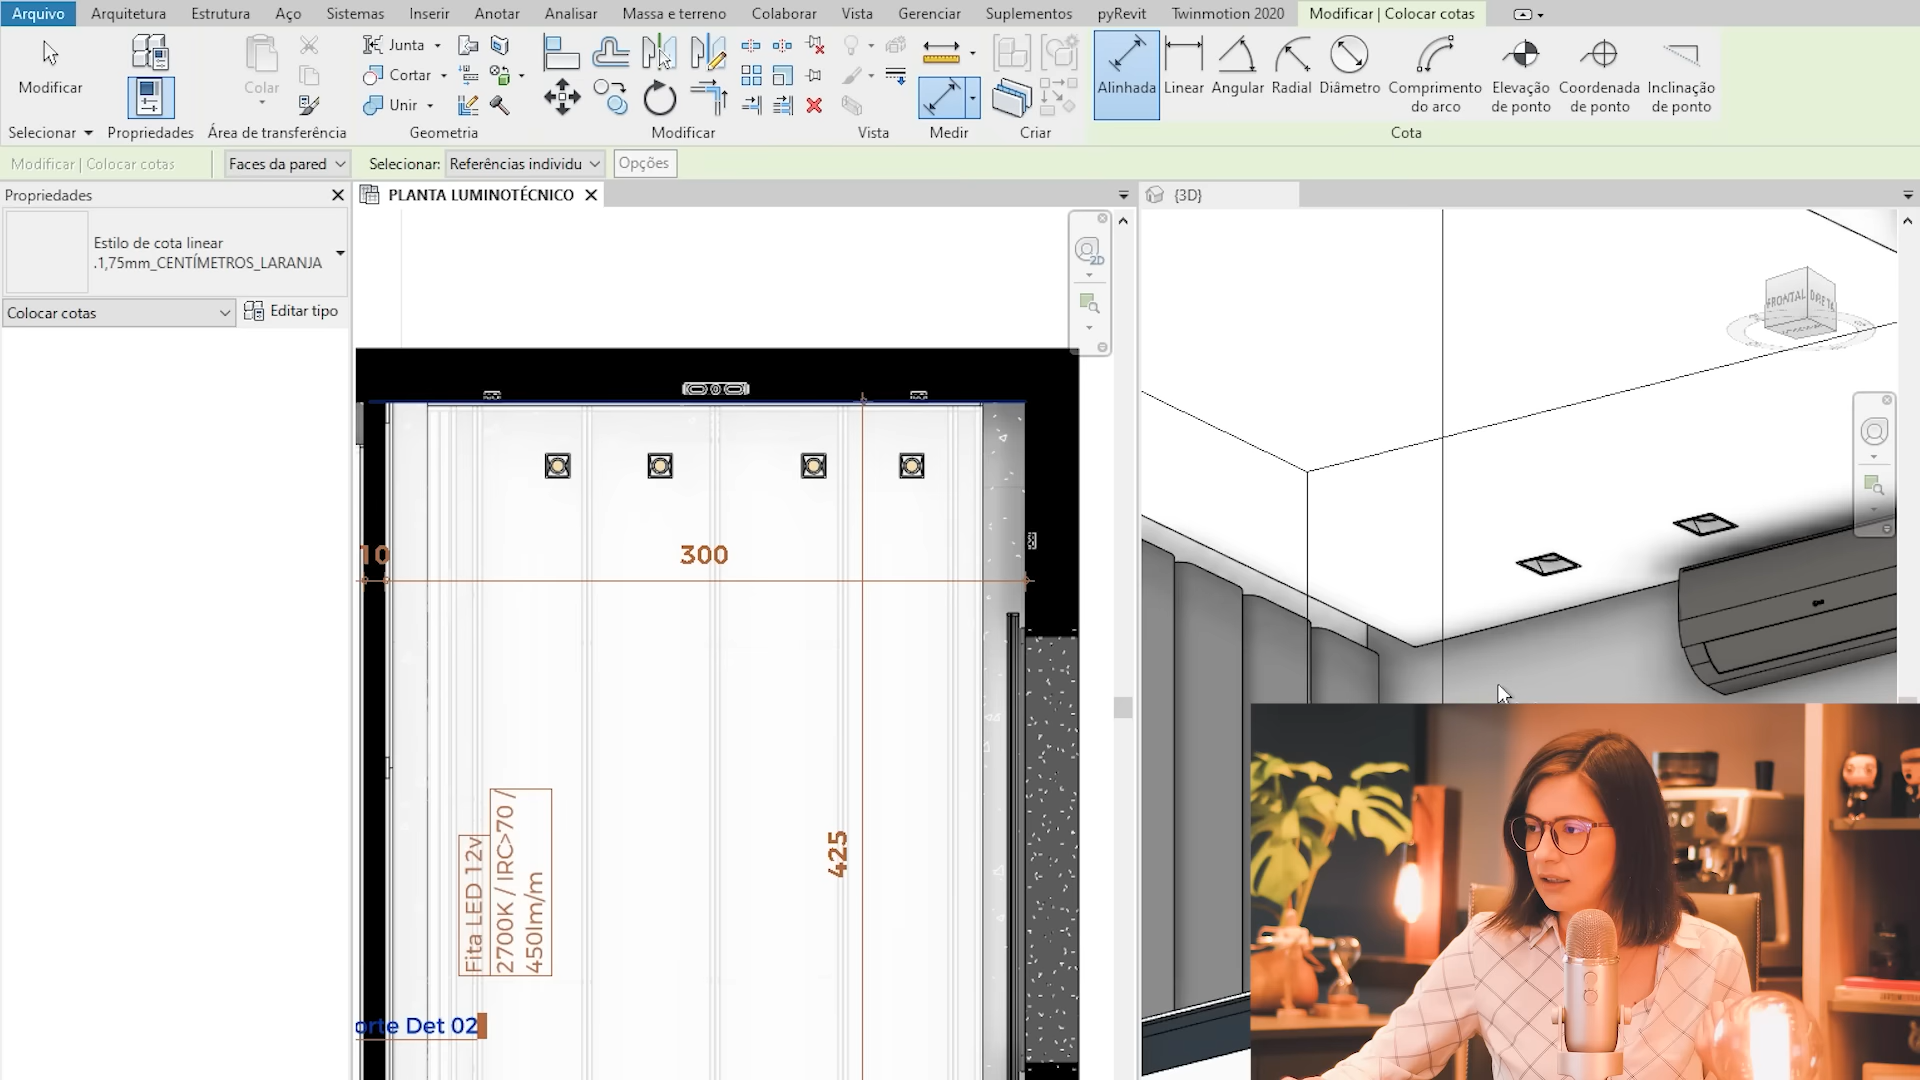 Arquivo Arquitetura Estrutura Aço Sistemas Inserir Anotar Analisar Massa e terreno Colaborar Vista Gerenciar Suplementos pyRevit Twinmotion 2020 Modificar | Colocar cotas
Modificar
Colar
Junta
Cortar
Unir
Alinhada Linear Angular Radial Diâmetro Comprimento do arco Elevação de ponto Coordenada de ponto Inclinação de ponto
Selecionar Propriedades Área de transferência Geometria Modificar Vista Medir Criar Cota
Modificar | Colocar cotas Faces da pared Selecionar: Referências individu Opções
Propriedades
PLANTA LUMINOTÉCNICO
{3D}
Estilo de cota linear
.1,75mm_CENTÍMETROS_LARANJA
Colocar cotas Editar tipo
2D
FRONTAL
10
300
425
Fita LED 12v
2700K / IRC>70 /
450lm/m
orte Det 02